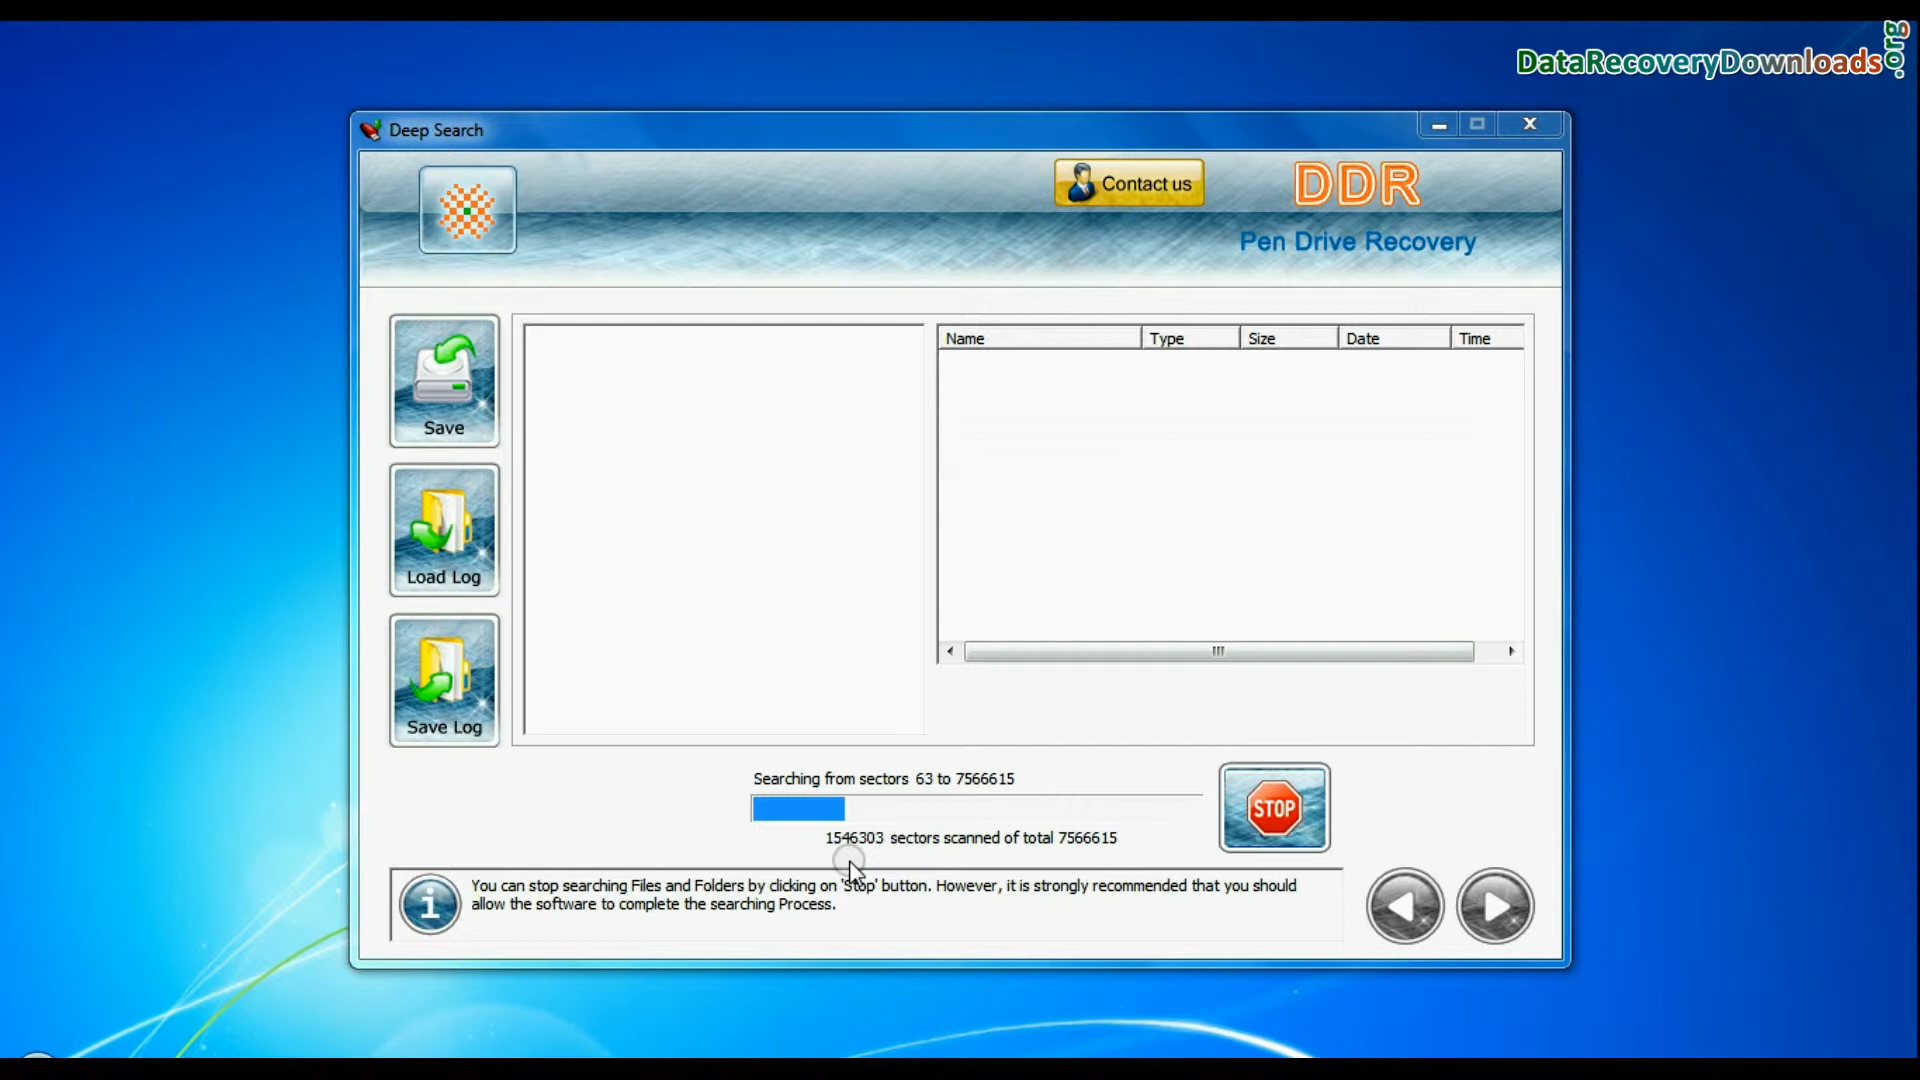 DataRecoveryDownloads.org
Deep Search
Contact us
DDR
Pen Drive Recovery
Save
Load Log
Save Log
Name Type Size Date Time
Searching from sectors 63 to 7566615
1546303 sectors scanned of total 7566615
STOP
You can stop searching Files and Folders by clicking on 'Stop' button. However, it is strongly recommended that you should
allow the software to complete the searching Process.